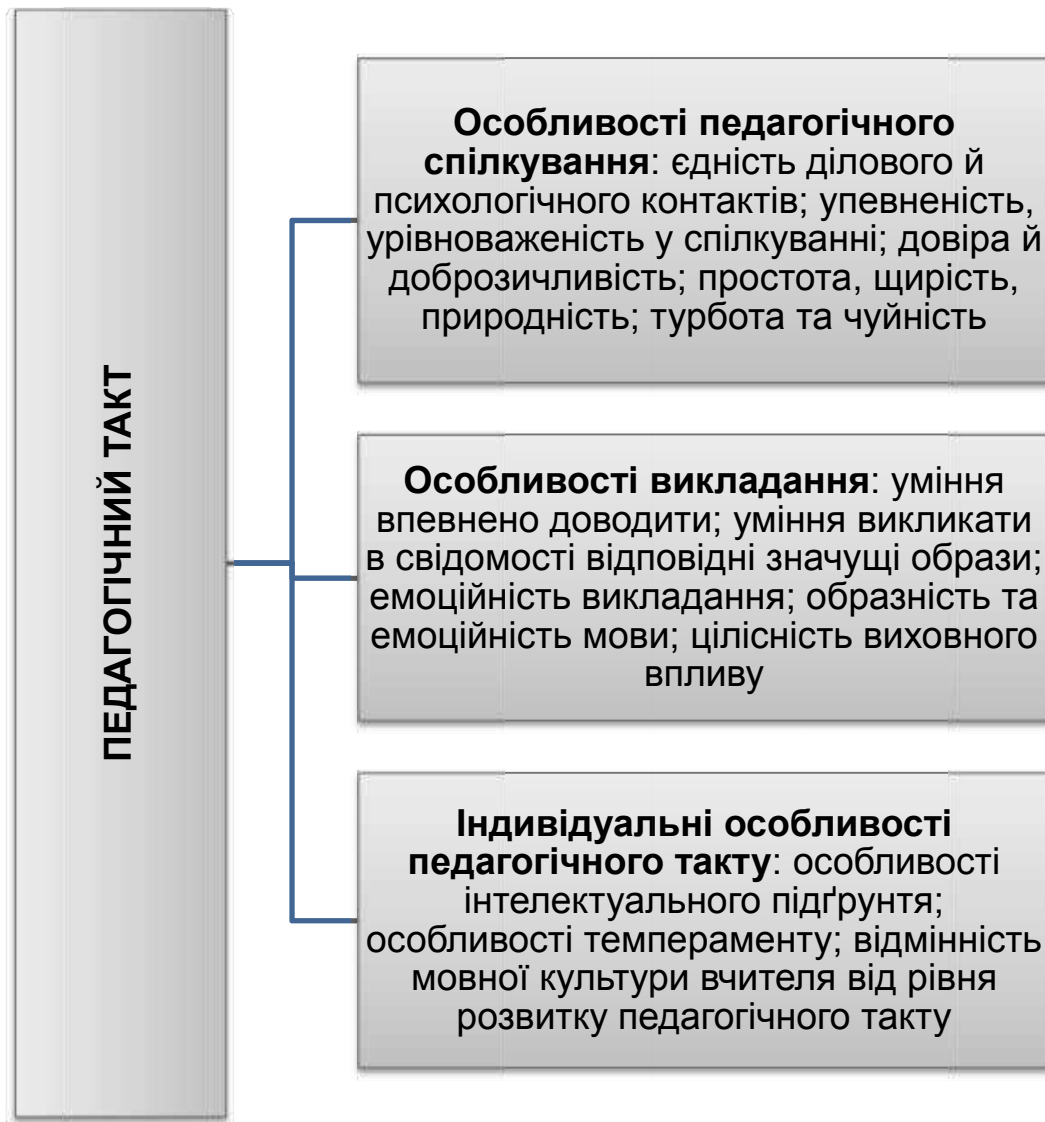 ПЕДАГОГІЧНИЙ ТАКТ
Особливості педагогічного
спілкування: єдність ділового й
психологічного контактів; упевненість,
урівноваженість у спілкуванні; довіра й
доброзичливість; простота, щирість,
природність; турбота та чуйність
Особливості викладання: уміння
впевнено доводити; уміння викликати
в свідомості відповідні значущі образи;
емоційність викладання; образність та
емоційність мови; цілісність виховного
впливу
Індивідуальні особливості
педагогічного такту: особливості
інтелектуального підґрунтя;
особливості темпераменту; відмінність
мовної культури вчителя від рівня
розвитку педагогічного такту